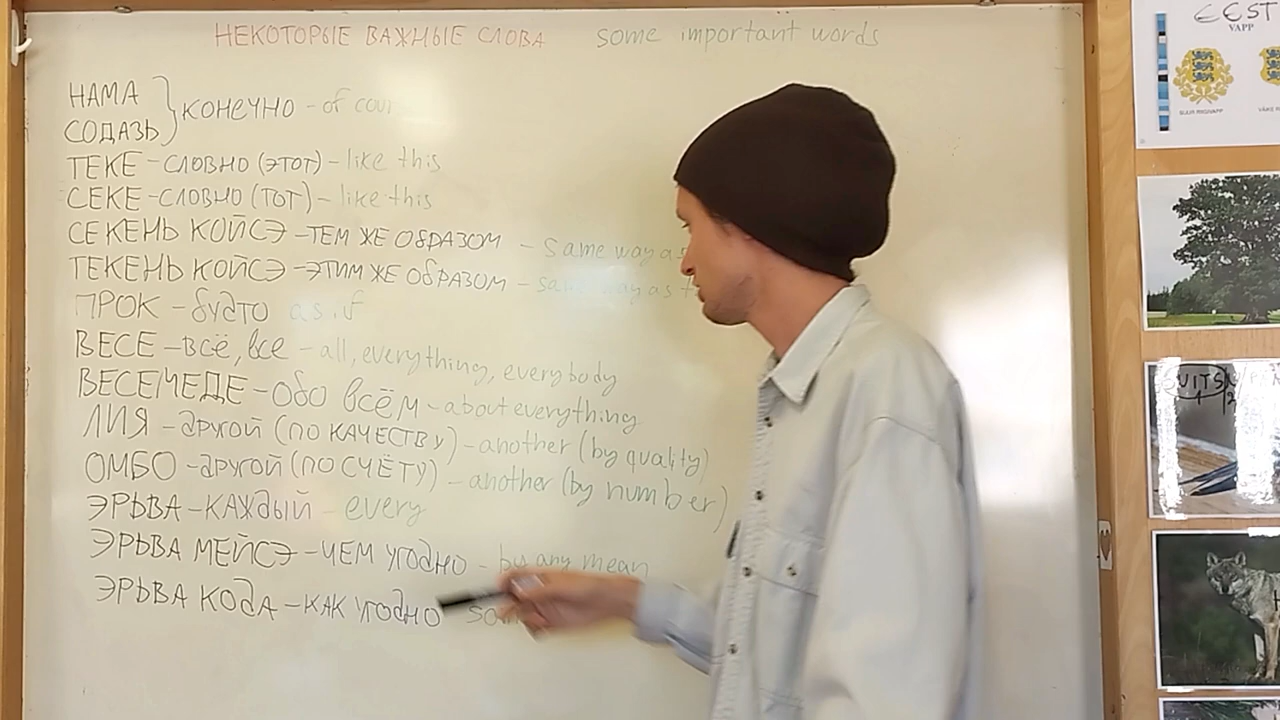 НЕКОТОРЫЕ ВАЖНЫЕ СЛОВА some important words
НАМА
СОДАЗЬ } КОНЕЧНО - of cour
ТЕКЕ - СЛОВНО (ЭТОТ) - like this
СЕКЕ - СЛОВНО (ТОТ) - like this
СЕКЕНЬ КОЙСЭ - ТЕМ ЖЕ ОБРАЗОМ - same way as
ТЕКЕНЬ КОЙСЭ - ЭТИМ ЖЕ ОБРАЗОМ - way as
ПРОК - будто as if
ВЕСЕ - всё, все - all, everything, everybody
ВЕСЕМЕДЕ - обо всём - about everything
ЛИЯ - другой (ПО КАЧЕСТВУ) - another (by quality)
ОМБО - другой (ПО СЧЁТУ) - another (by number)
ЭРЬВА - КАЖДЫЙ - every
ЭРЬВА МЕЙСЭ - ЧЕМ УГОДНО - by any mean
ЭРЬВА КОДА - КАК УГОДНО
EEST
VAPP
SUUR RIIGIVAPP